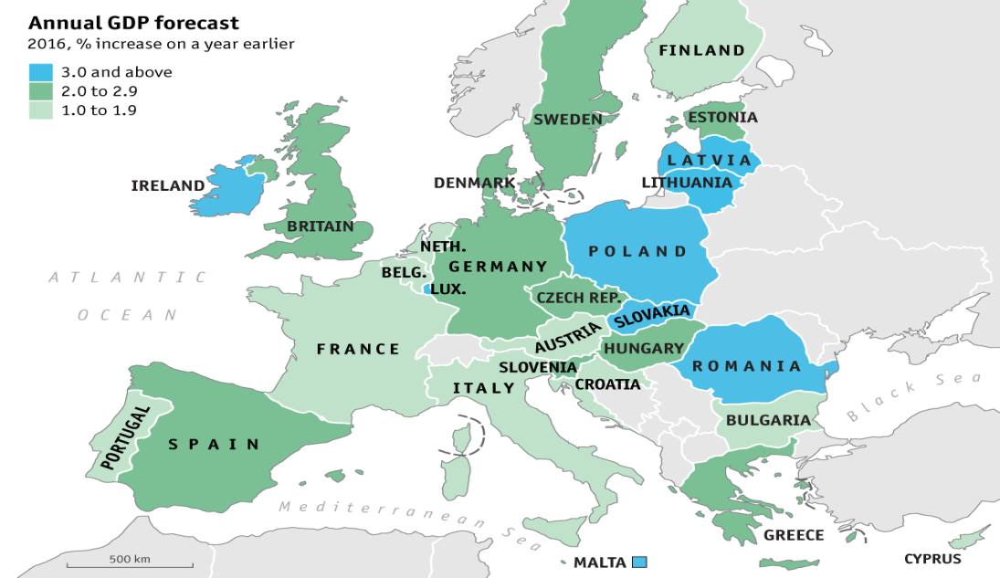 Annual GDP forecast
2016, % increase on a year earlier
3.0 and above
2.0 to 2.9
1.0 to 1.9
FINLAND
SWEDEN
ESTONIA
LATVIA
LITHUANIA
IRELAND
DENMARK
BRITAIN
NETH.
POLAND
BELG.
GERMANY
LUX.
ATLANTIC
OCEAN
CZECH REP.
SLOVAKIA
AUSTRIA
FRANCE
HUNGARY
SLOVENIA
ROMANIA
ITALY
CROATIA
Black Sea
BULGARIA
PORTUGAL
SPAIN
Mediterranean Sea
GREECE
500 km
MALTA
CYPRUS